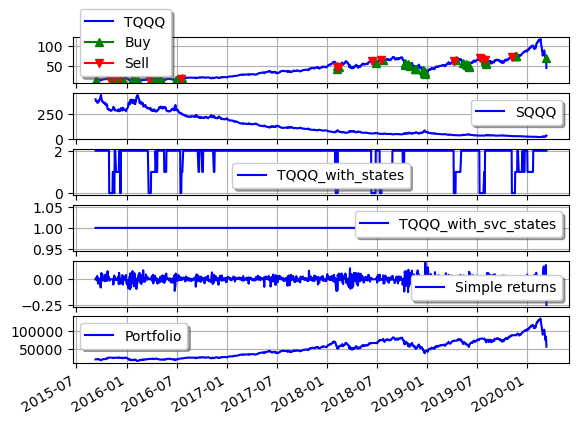 TQQQ
Buy
Sell
100
50
SQQQ
250
0
TQQQ_with_states
2
0
TQQQ_with_svc_states
1.05
1.00
0.95
Simple returns
0.00
−0.25
Portfolio
100000
50000
2015-07
2016-01
2016-07
2017-01
2017-07
2018-01
2018-07
2019-01
2019-07
2020-01